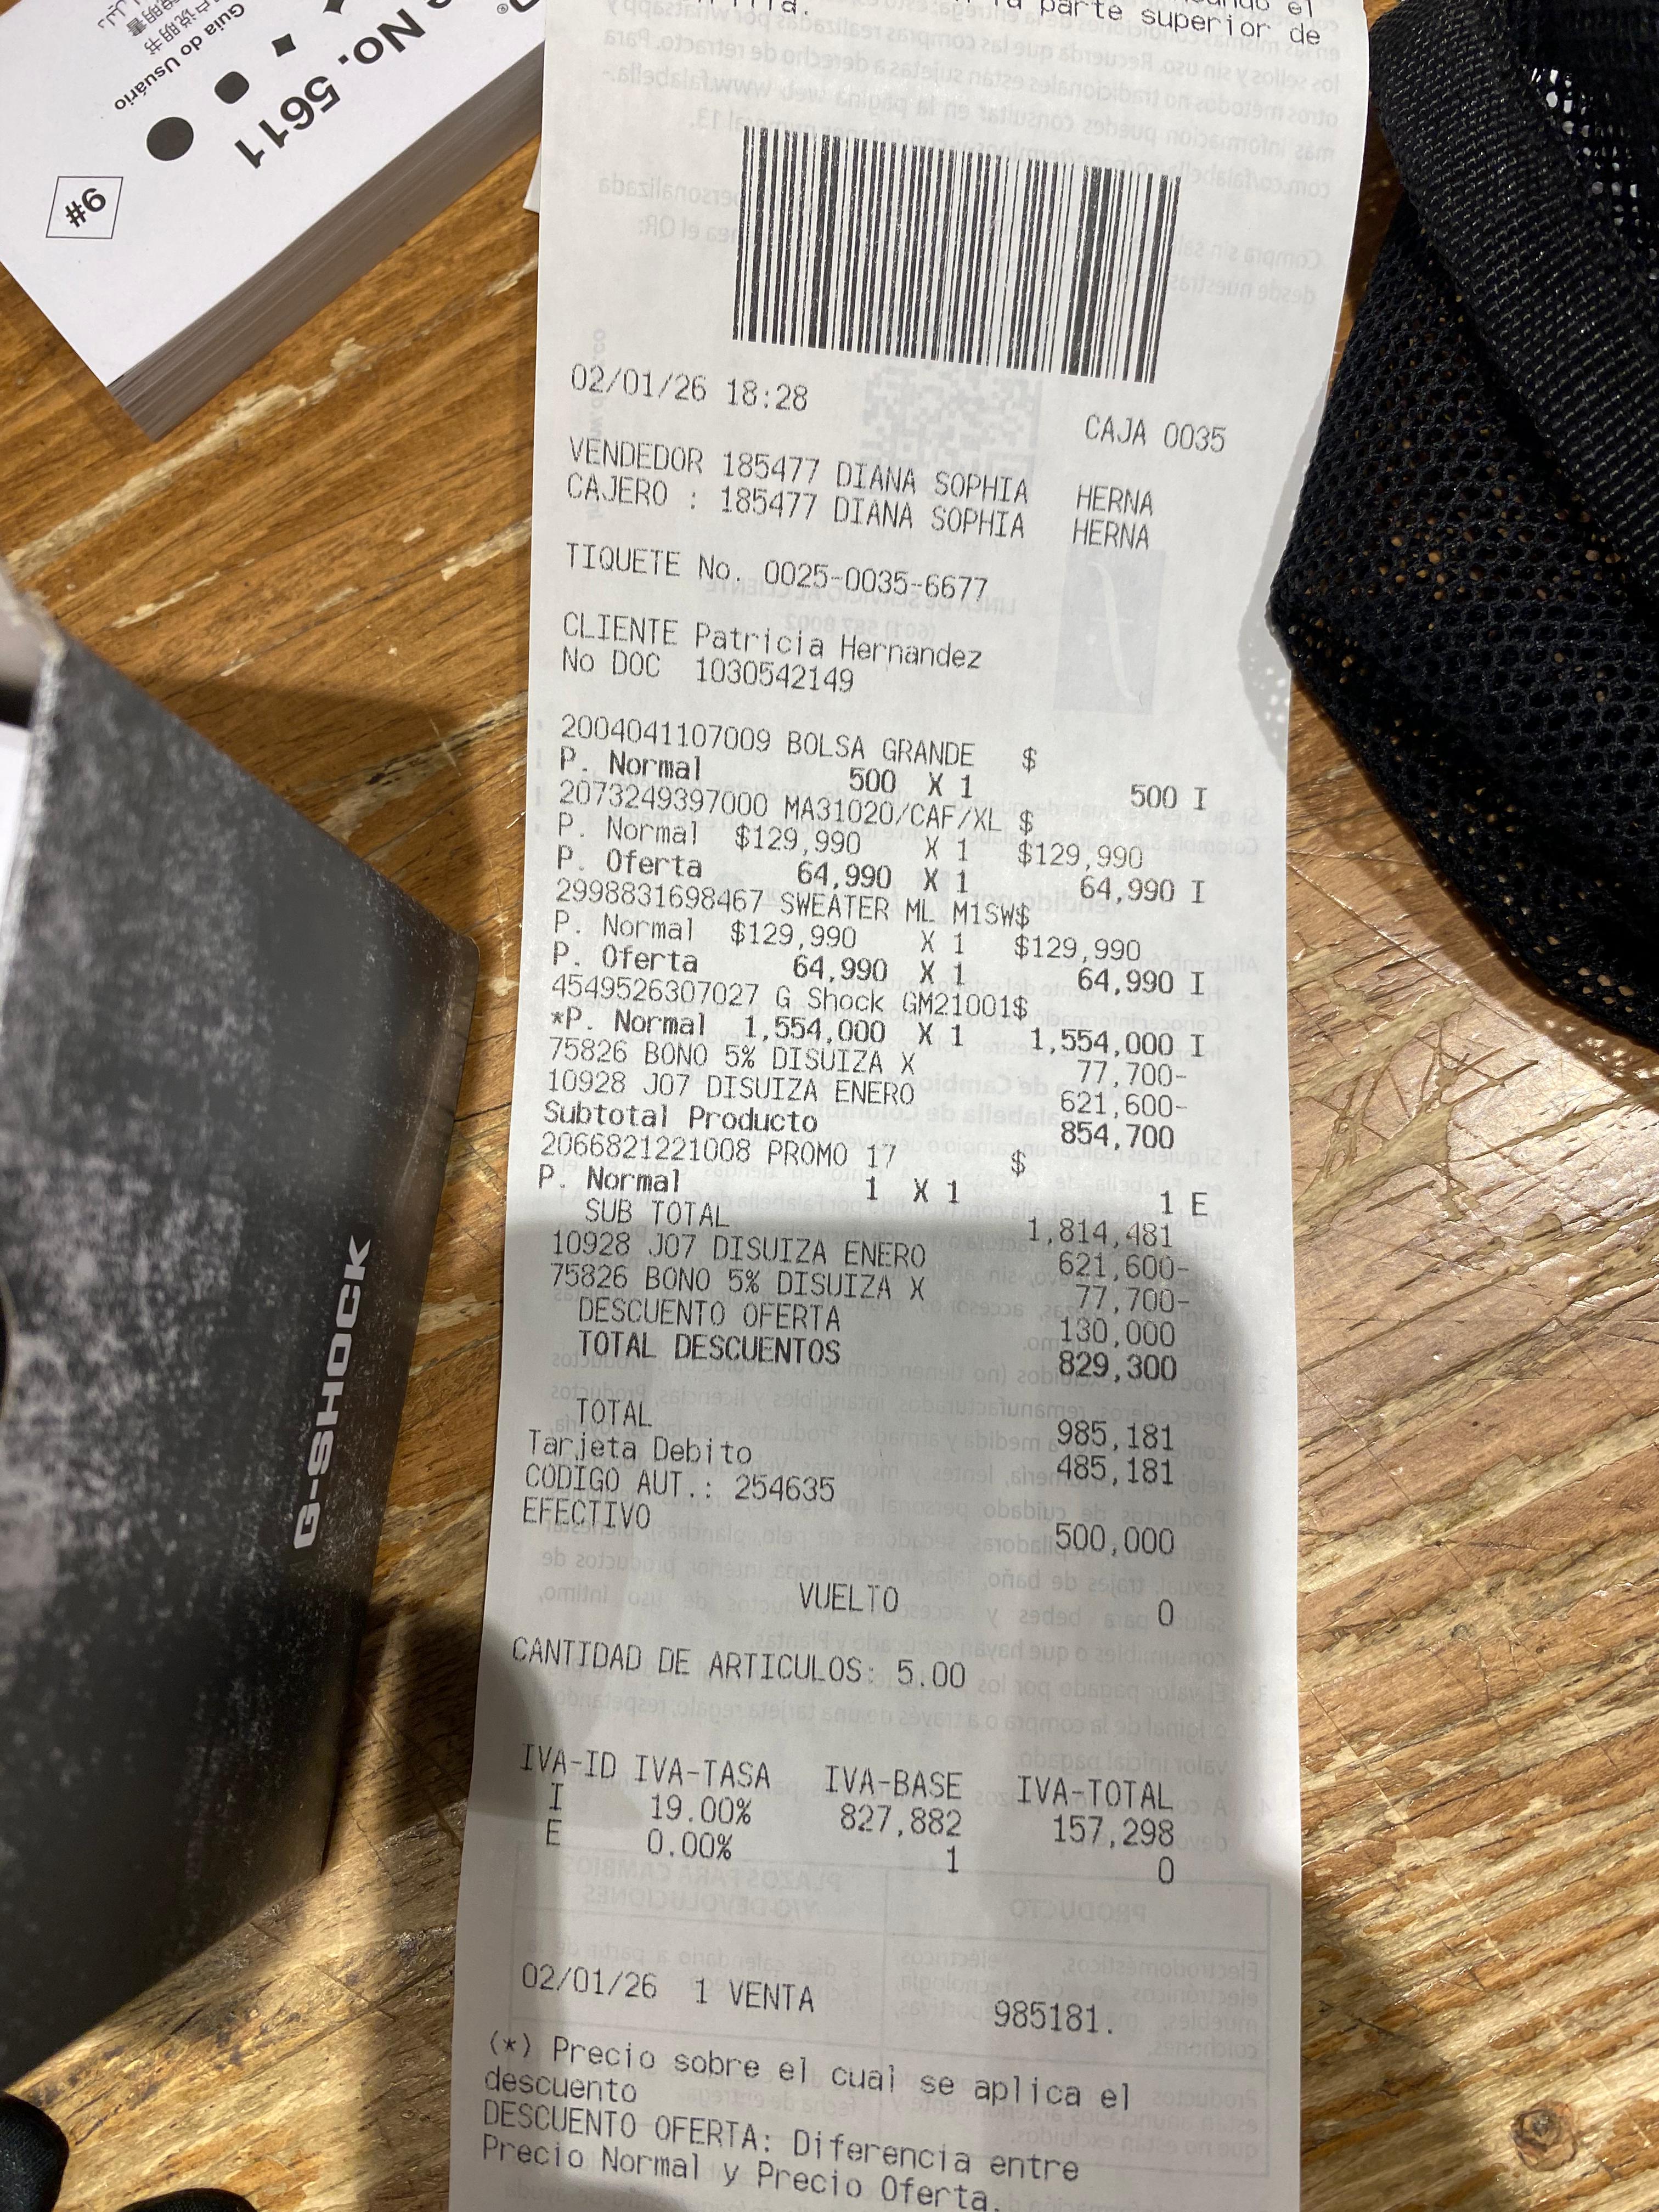 No. 5611
Guia do Usuário
#6
la parte superior de
02/01/26 18:28
CAJA 0035
VENDEDOR 185477 DIANA SOPHIA HERNA
CAJERO : 185477 DIANA SOPHIA HERNA
TIQUETE No. 0025-0035-6677
CLIENTE Patricia Hernandez
No DOC 1030542149
2004041107009 BOLSA GRANDE $
P. Normal 500 X 1 500 I
2073249397000 MA31020/CAF/XL $
P. Normal $129,990 X 1 $129,990
P. Oferta 64,990 X 1 64,990 I
2998831698467 SWEATER ML M1SW$
P. Normal $129,990 X 1 $129,990
P. Oferta 64,990 X 1 64,990 I
4549526307027 G Shock GM21001$
*P. Normal 1,554,000 X 1 1,554,000 I
75826 BONO 5% DISUIZA X 77,700-
10928 J07 DISUIZA ENERO 621,600-
Subtotal Producto 854,700
2066821221008 PROMO 17 $
P. Normal 1 X 1 1 E
SUB TOTAL 1,814,481
10928 J07 DISUIZA ENERO 621,600-
75826 BONO 5% DISUIZA X 77,700-
DESCUENTO OFERTA 130,000
TOTAL DESCUENTOS 829,300
TOTAL 985,181
Tarjeta Debito 485,181
CODIGO AUT.: 254635
EFECTIVO 500,000
VUELTO 0
CANTIDAD DE ARTICULOS: 5.00
IVA-ID IVA-TASA IVA-BASE IVA-TOTAL
I 19.00% 827,882 157,298
E 0.00% 1 0
02/01/26 1 VENTA 985181.
(*) Precio sobre el cual se aplica el
descuento
DESCUENTO OFERTA: Diferencia entre
Precio Normal y Precio Oferta.
G-SHOCK